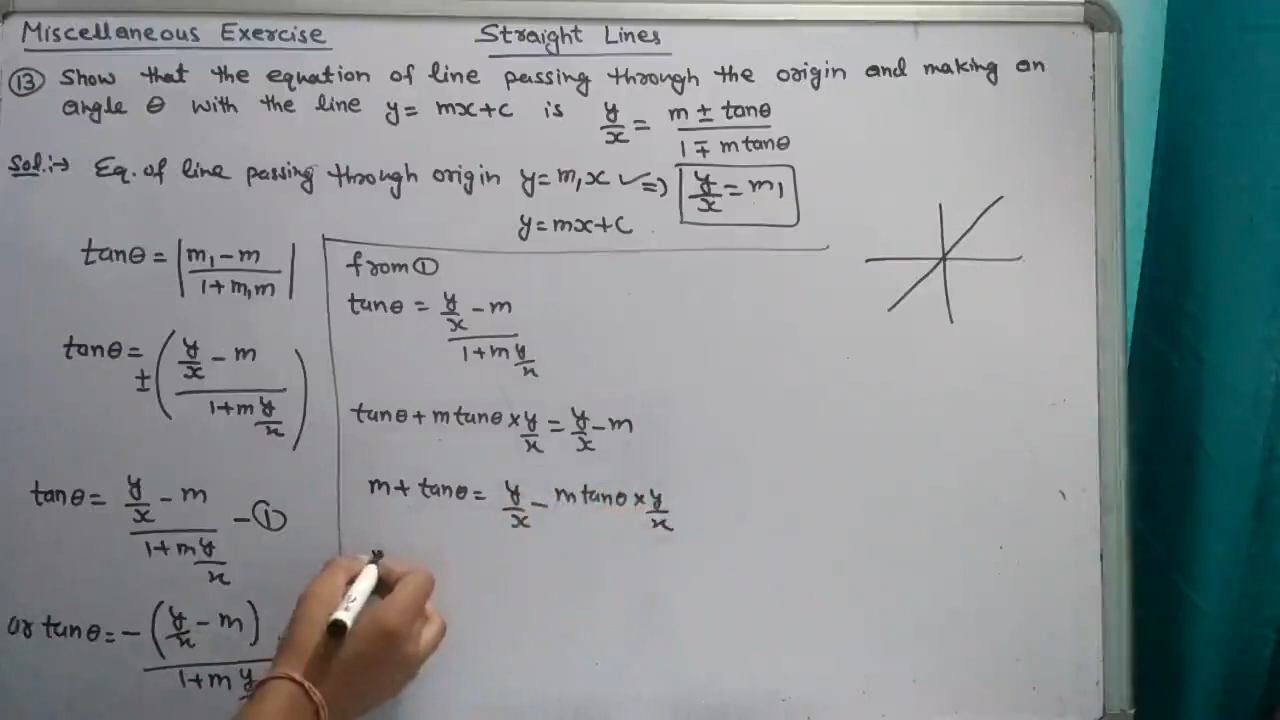 Miscellaneous Exercise
Straight Lines
⑬ Show that the equation of line passing through the origin and making an
angle θ with the line y = mx+c is y/x = (m ± tanθ)/(1 ∓ m tanθ)
Sol.:→ Eq. of line passing through origin y = m₁x ✓ ⇒ y/x = m₁
y = mx+c
tanθ = |(m₁ - m)/(1 + m₁m)|
tanθ = ± ((y/x - m)/(1 + m y/x))
tanθ = (y/x - m)/(1 + m y/x) - ①
or tanθ = - (y/x - m)/(1 + m y
from ①
tanθ = (y/x - m)/(1 + m y/x)
tanθ + m tanθ × y/x = y/x - m
m + tanθ = y/x - m tanθ × y/x